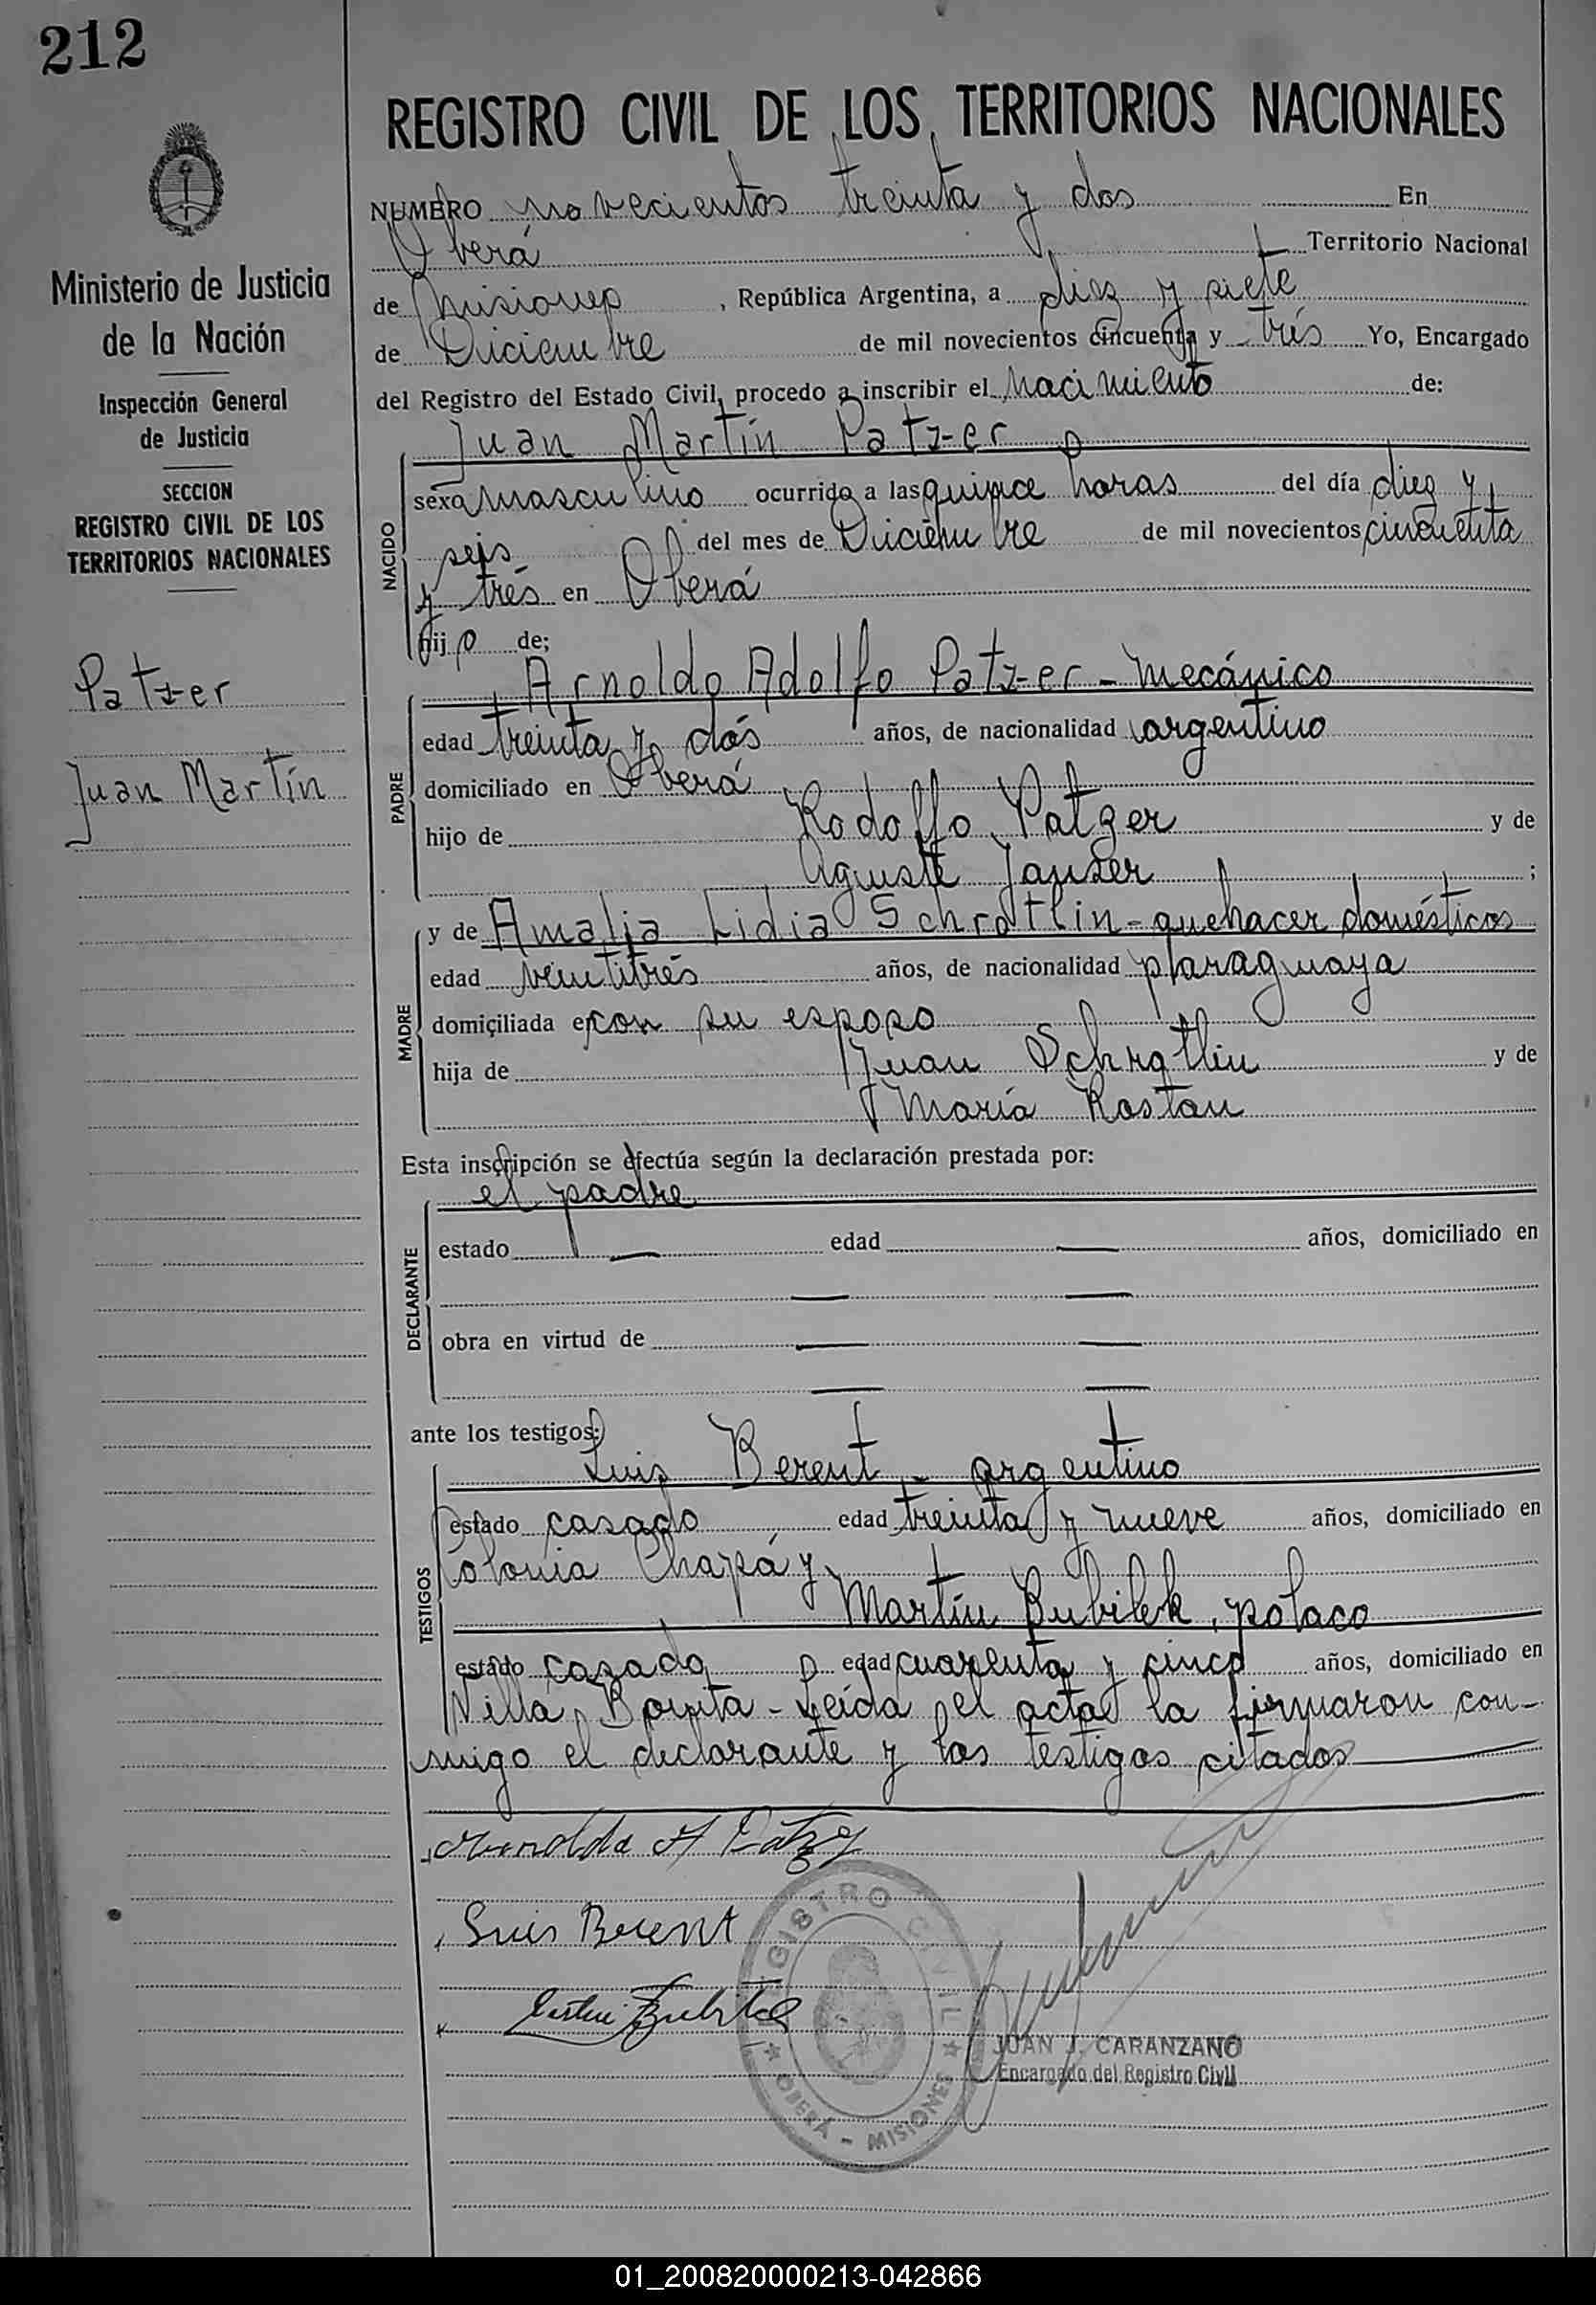 212
REGISTRO CIVIL DE LOS TERRITORIOS NACIONALES
NUMERO novecientos treinta y dos En
Oberá Territorio Nacional
de Misiones, República Argentina, a diez y siete
de Diciembre de mil novecientos cincuenta y trés Yo, Encargado
del Registro del Estado Civil, procedo a inscribir el Nacimiento de:
Juan Martín Patzer
NACIDO
sexo masculino ocurrido a las quince horas del día diez y
seis del mes de Diciembre de mil novecientos cincuenta
y trés en Oberá
hijo de;
PADRE
Arnoldo Adolfo Patzer - mecánico
edad treinta y dós años, de nacionalidad argentino
domiciliado en Oberá
hijo de Rodolfo Patzer y de
Aguste Janzer ;
MADRE
y de Amalia Lidia Schrotlin - quehacer domésticos
edad veintitrés años, de nacionalidad paraguaya
domiciliada en con su esposo
hija de Juan Schrotlin y de
María Rostan
Esta inscripción se efectúa según la declaración prestada por:
el padre
DECLARANTE
estado — edad — años, domiciliado en
— —
obra en virtud de — —
— —
ante los testigos:
TESTIGOS
Luis Berent - argentino
estado casado edad treinta y nueve años, domiciliado en
Colonia Chapá y
Martín Bubilek, polaco
estado casado edad cuarenta y cinco años, domiciliado en
Villa Bonita - Leída el acta la firmaron con-
migo el declarante y los testigos citados
Arnoldo A Patzer
Luis Berent
REGISTRO CIVIL
OBERÁ - MISIONES
JUAN J. CARANZANO
Encargado del Registro Civil
Ministerio de Justicia
de la Nación
Inspección General
de Justicia
SECCION
REGISTRO CIVIL DE LOS
TERRITORIOS NACIONALES
Patzer
Juan Martín
01_200820000213-042866